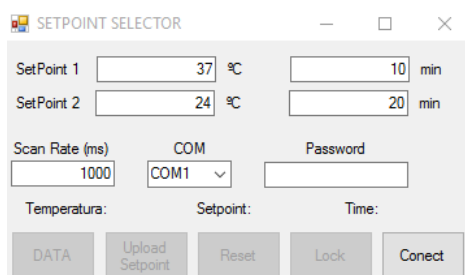 SETPOINT SELECTOR
SetPoint 1 37 ºC 10 min
SetPoint 2 24 ºC 20 min
Scan Rate (ms) COM Password
1000 COM1
Temperatura: Setpoint: Time:
DATA Upload Setpoint Reset Lock Conect